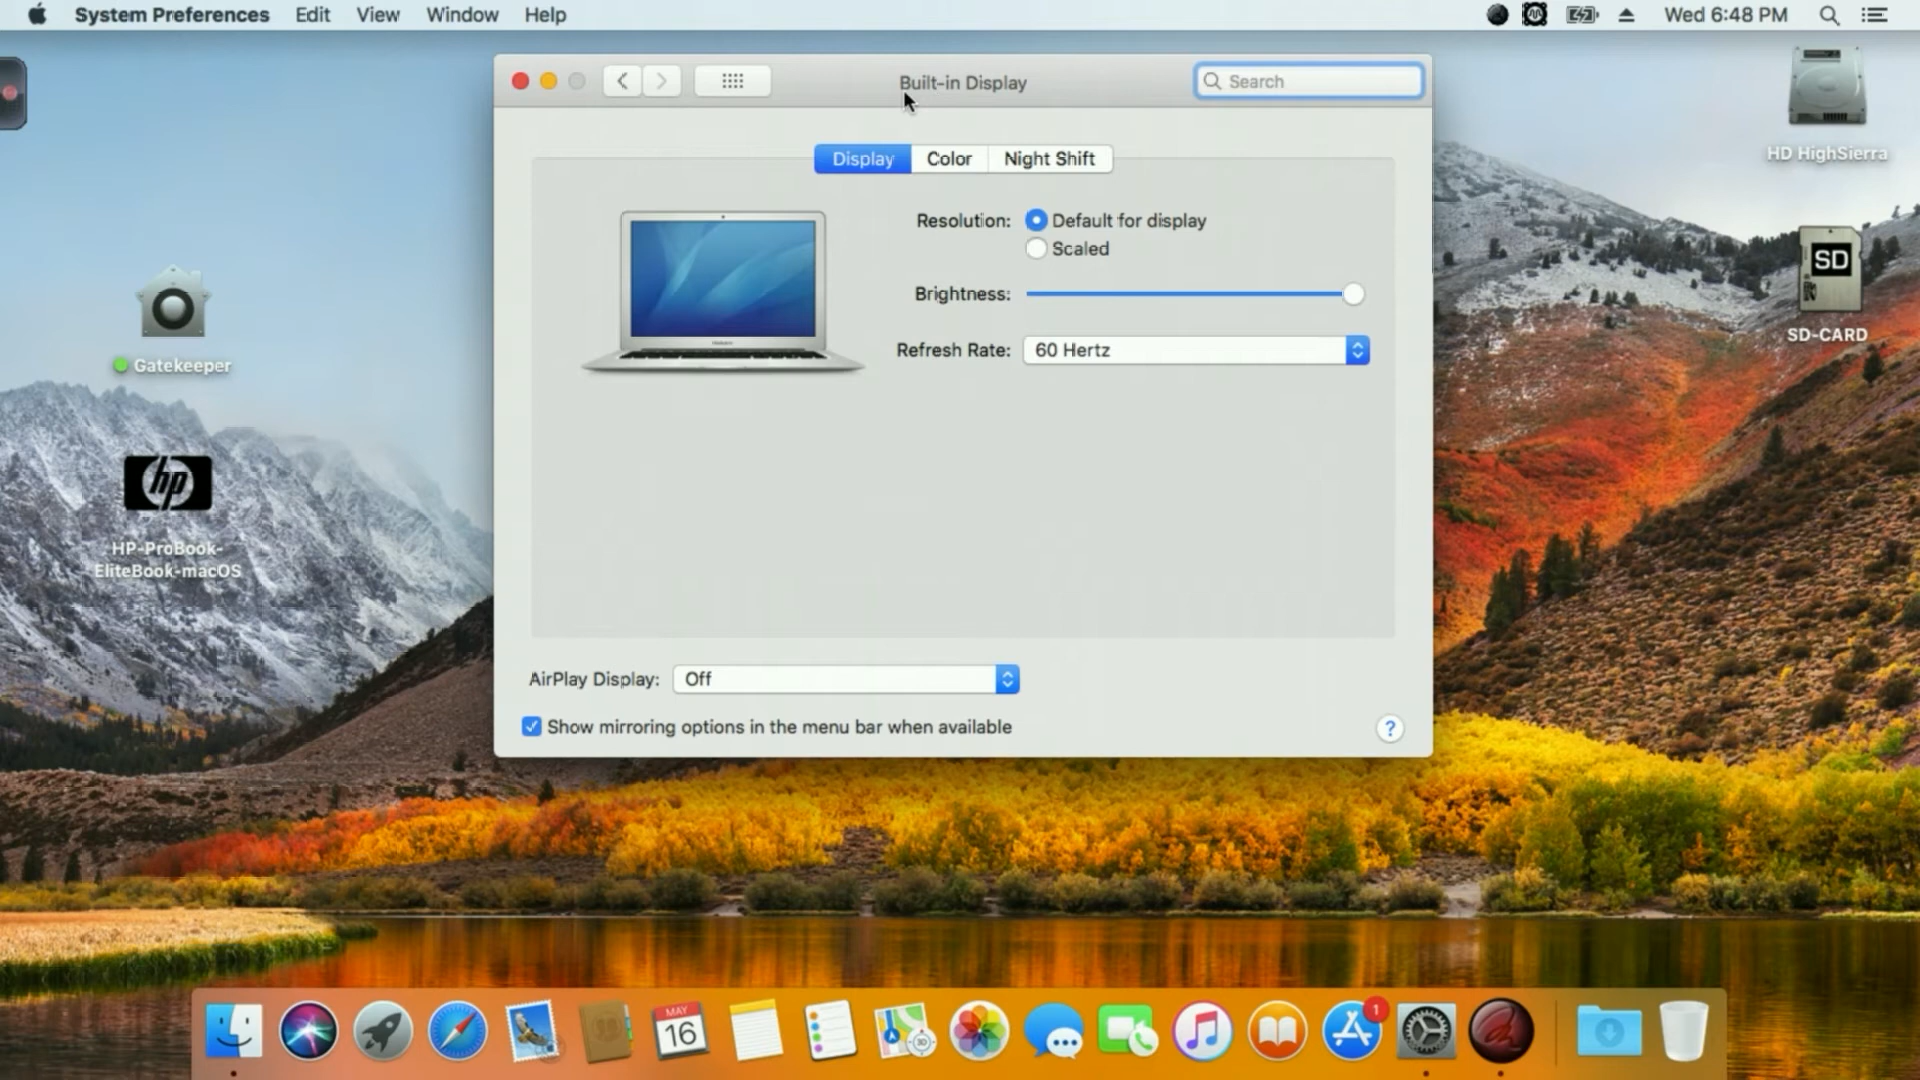 System Preferences Edit View Window Help
Wed 6:48 PM
Built-in Display
Search
HD HighSierra
Display Color Night Shift
Resolution: Default for display
Scaled
SD
SD-CARD
Brightness:
Refresh Rate: 60 Hertz
Gatekeeper
hp
HP-ProBook-
EliteBook-macOS
AirPlay Display: Off
Show mirroring options in the menu bar when available
?
MAY
16
3D
1